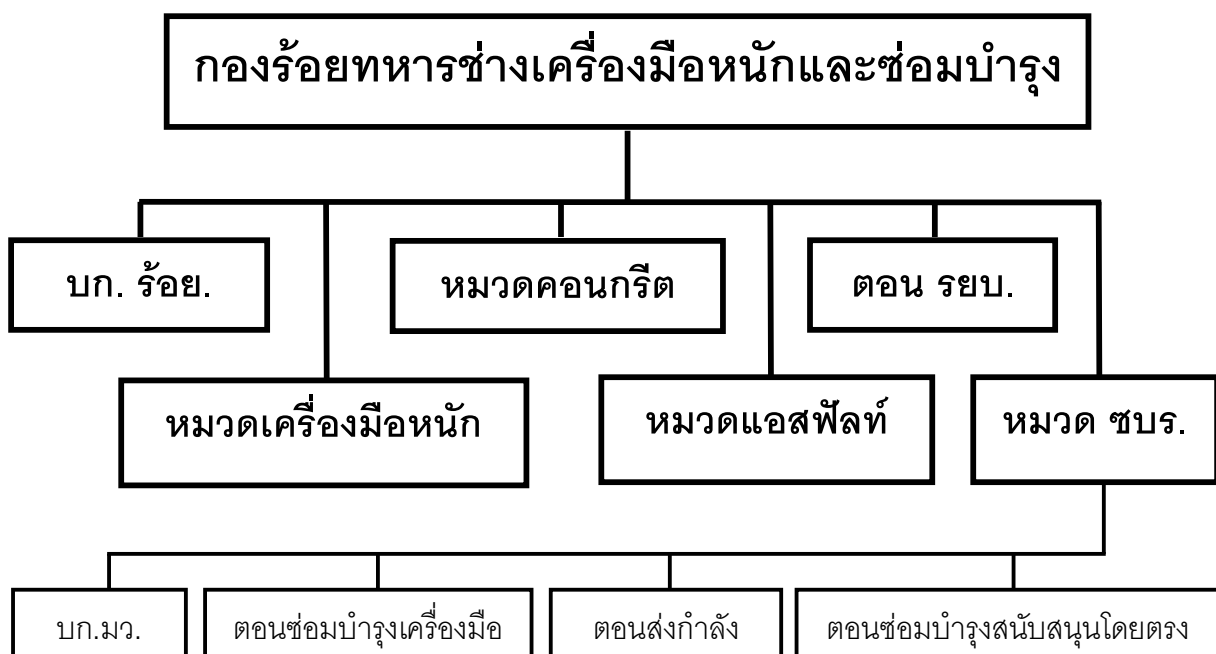 กองร้อยทหารช่างเครื่องมือหนักและซ่อมบำรุง
บก. ร้อย.
หมวดคอนกรีต
ตอน รยบ.
หมวดเครื่องมือหนัก
หมวดแอสฟัลท์
หมวด ซบร.
บก.มว.
ตอนซ่อมบำรุงเครื่องมือ
ตอนส่งกำลัง
ตอนซ่อมบำรุงสนับสนุนโดยตรง